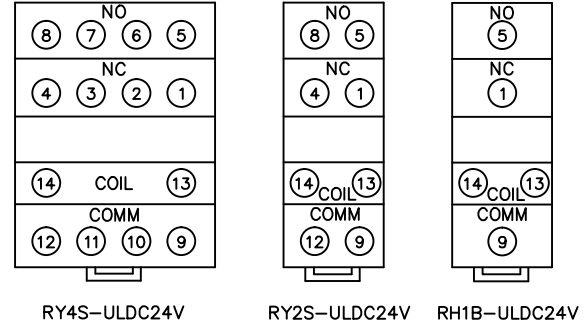 NO
8 7 6 5
NC
4 3 2 1
14 COIL 13
COMM
12 11 10 9
RY4S-ULDC24V
NO
8 5
NC
4 1
14 COIL 13
COMM
12 9
RY2S-ULDC24V
NO
5
NC
1
14 COIL 13
COMM
9
RH1B-ULDC24V